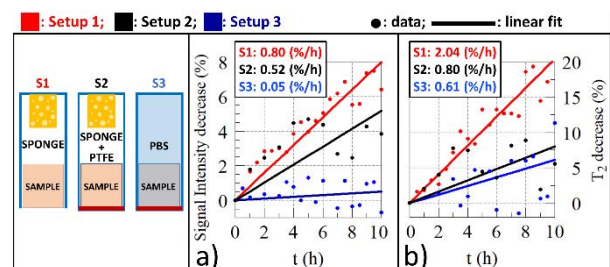 : Setup 1; : Setup 2; : Setup 3 ● : data; : linear fit
S1 S2 S3
SPONGE
SPONGE
+
PTFE
PBS
SAMPLE SAMPLE SAMPLE
Signal Intensity decrease (%)
8
6
4
2
0
S1: 0.80 (%/h)
S2: 0.52 (%/h)
S3: 0.05 (%/h)
0 2 4 6 8 10
t (h)
a)
S1: 2.04 (%/h)
S2: 0.80 (%/h)
S3: 0.61 (%/h)
20
15
10
5
0
T2 decrease (%)
0 2 4 6 8 10
t (h)
b)